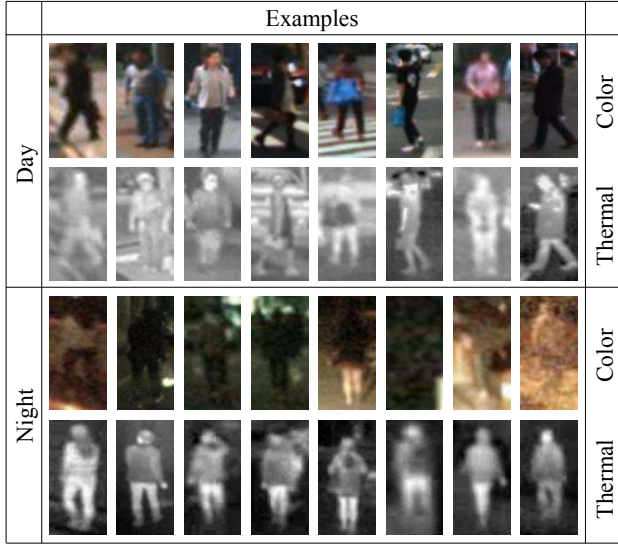 Examples
Day
Color
Thermal
Night
Color
Thermal